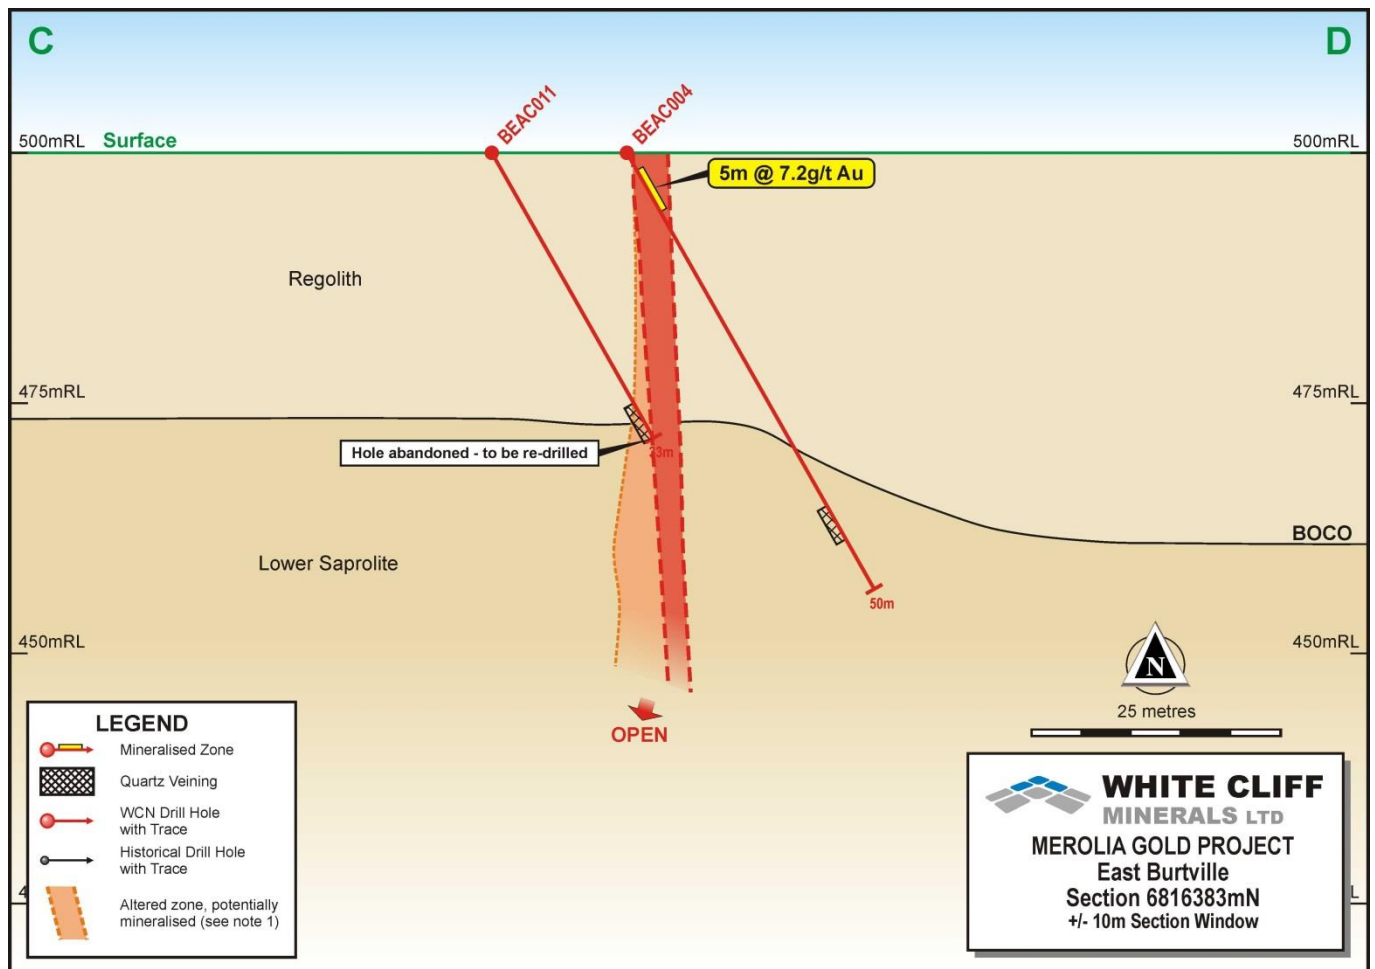 C
D
BEAC011
BEAC004
500mRL
Surface
500mRL
5m @ 7.2g/t Au
Regolith
475mRL
475mRL
Hole abandoned - to be re-drilled
33m
BOCO
Lower Saprolite
50m
450mRL
450mRL
N
25 metres
OPEN
LEGEND
Mineralised Zone
Quartz Veining
WCN Drill Hole
with Trace
Historical Drill Hole
with Trace
Altered zone, potentially
mineralised (see note 1)
4
L
WHITE CLIFF
MINERALS LTD
MEROLIA GOLD PROJECT
East Burtville
Section 6816383mN
+/- 10m Section Window